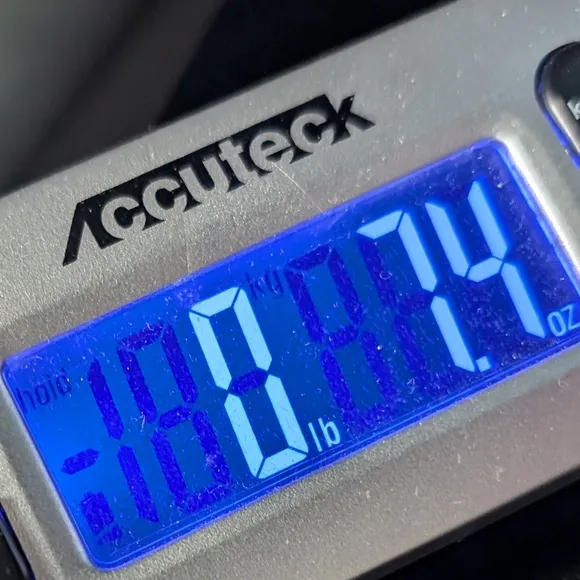 Accuteck
hold
kg
0 lb 7.4 oz